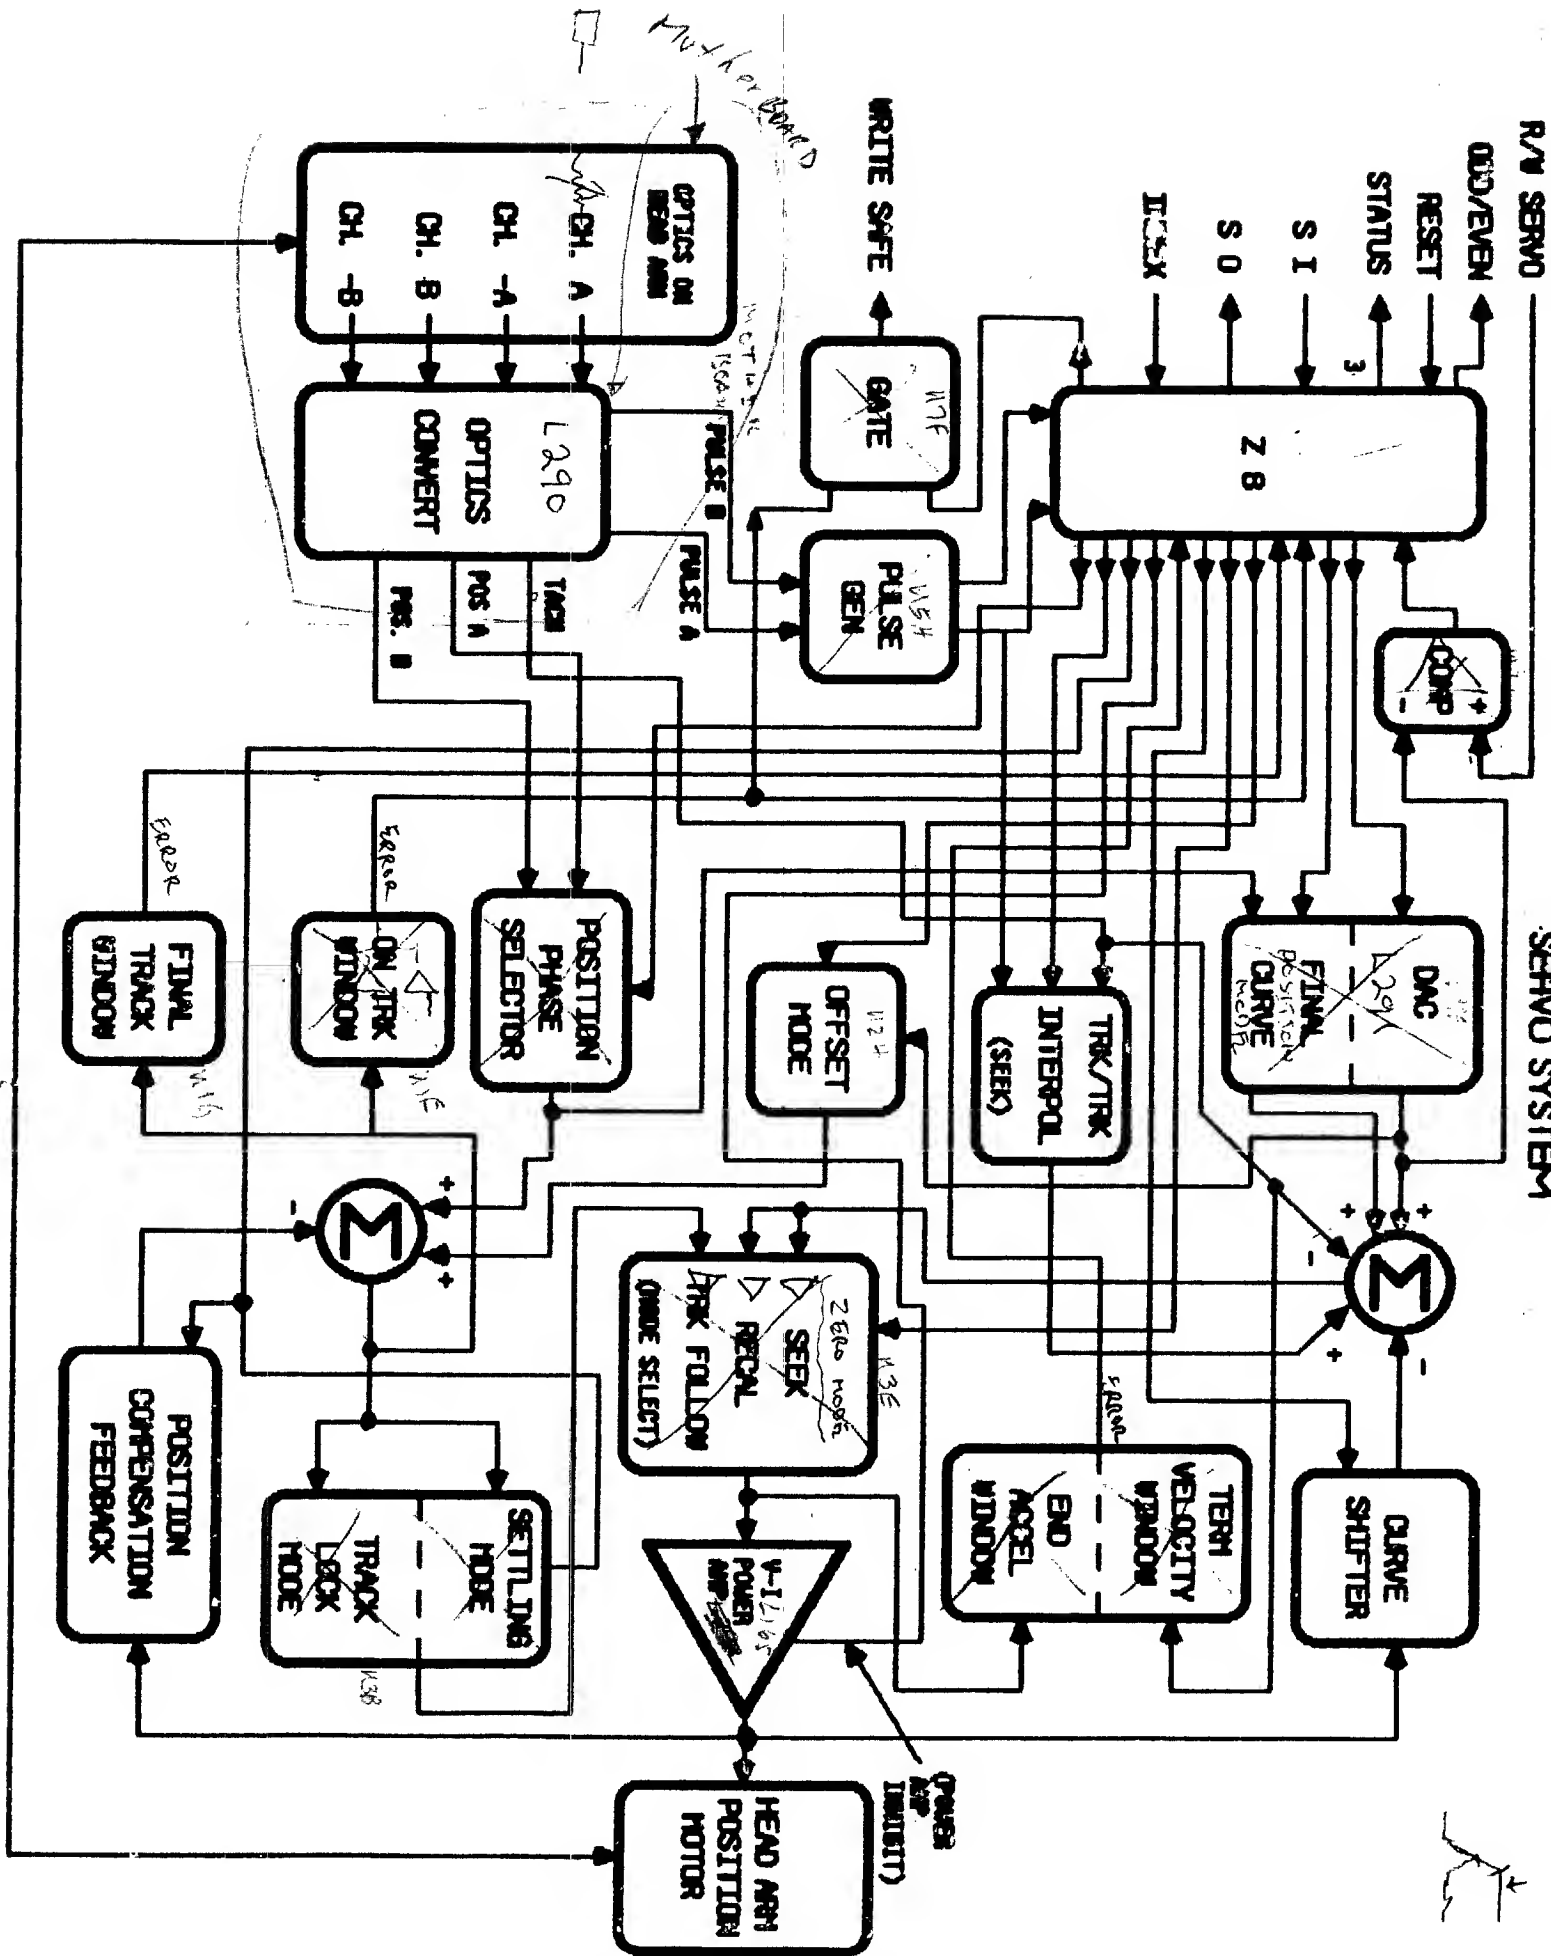 SERVO SYSTEM
R/W SERVO
ODD/EVEN
RESET
STATUS
3
S I
S O
WRITE SAFE
Z 8
COMP
+
-
DAC
L291
FINAL
CURVE
+
+
-
+
-
CURVE
SHIFTER
TERM
VELOCITY
WINDOW
END
ACCEL
WINDOW
ERROR
TRK/TRK
INTERPOL
(SEEK)
GATE
PULSE
GEN
OFFSET
MODE
PULSE B
PULSE A
Mother BOARD
OPTICS ON
HEAD ARM
CH. A
CH. -A
CH. B
CH. -B
L290
OPTICS
CONVERT
TACH
POS A
POS. B
POSITION
PHASE
SELECTOR
ZERO MODE
SEEK
RECAL
TRK FOLLOW
(MODE SELECT)
V-I
POWER
AMP
(POWER
AMP
INHIBIT)
HEAD ARM
POSITION
MOTOR
ERROR
ON TRK
WINDOW
ERROR
FINAL
TRACK
WINDOW
+
+
-
SETTLING
MODE
TRACK
LOCK
MODE
POSITION
COMPENSATION
FEEDBACK